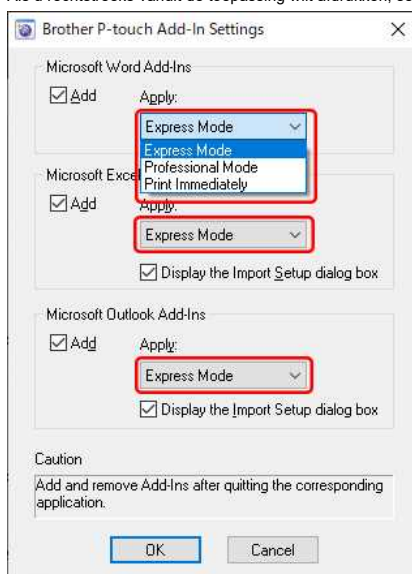 Brother P-touch Add-In Settings
Microsoft Word Add-Ins
Add
Apply:
Express Mode
Express Mode
Professional Mode
Print Immediately
Microsoft Excel
Add
Apply:
Express Mode
Display the Import Setup dialog box
Microsoft Outlook Add-Ins
Add
Apply:
Express Mode
Display the Import Setup dialog box
Caution
Add and remove Add-Ins after quitting the corresponding
application.
OK
Cancel